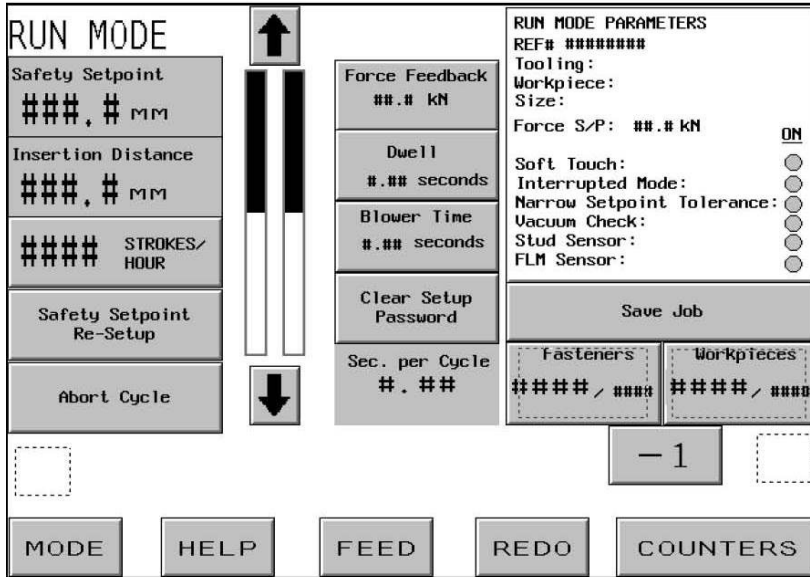 RUN MODE
Safety Setpoint
###.# MM
Insertion Distance
###.# MM
#### STROKES/
HOUR
Safety Setpoint
Re-Setup
Abort Cycle
Force Feedback
##.# kN
Dwell
#.## seconds
Blower Time
#.## seconds
Clear Setup
Password
Sec. per Cycle
#.##
RUN MODE PARAMETERS
REF# ########
Tooling:
Workpiece:
Size:
Force S/P: ##.# kN
ON
Soft Touch:
Interrupted Mode:
Narrow Setpoint Tolerance:
Vacuum Check:
Stud Sensor:
FLM Sensor:
Save Job
Fasteners
####/####
Workpieces
####/####
-1
MODE
HELP
FEED
REDO
COUNTERS